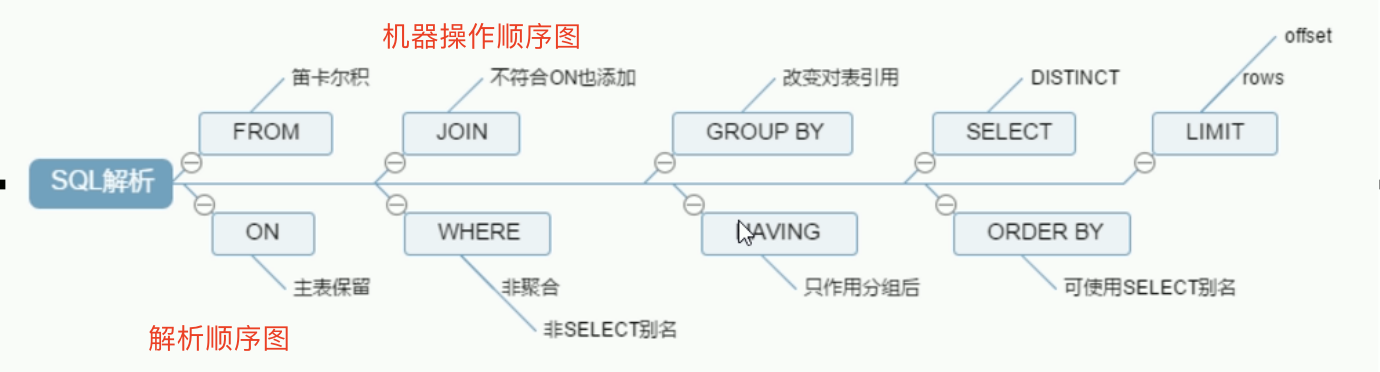 机器操作顺序图
offset
笛卡尔积
不符合ON也添加
改变对表引用
DISTINCT
rows
FROM
JOIN
GROUP BY
SELECT
LIMIT
SQL解析
ON
WHERE
HAVING
ORDER BY
主表保留
非聚合
只作用分组后
可使用SELECT别名
非SELECT别名
解析顺序图